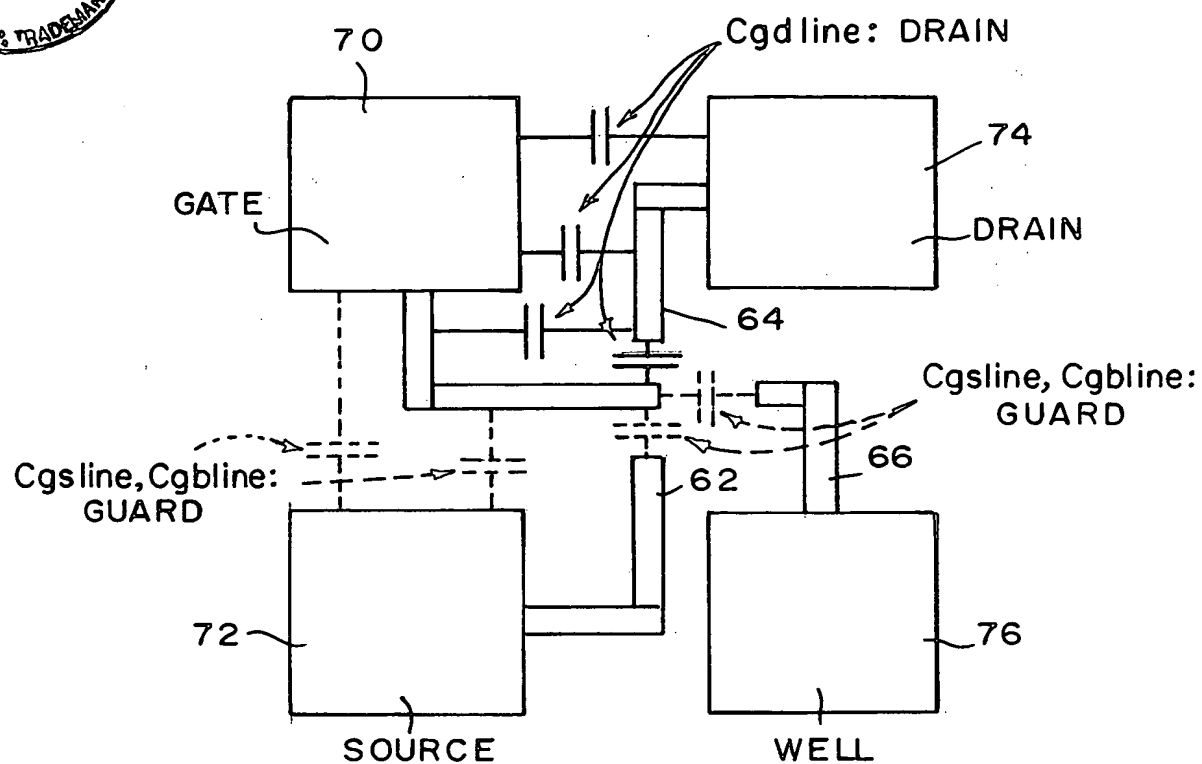 TRADEMARK
70
Cgdline: DRAIN
74
GATE
DRAIN
64
Cgsline, Cgbline:
GUARD
Cgsline, Cgbline:
GUARD
66
62
72
76
SOURCE
WELL